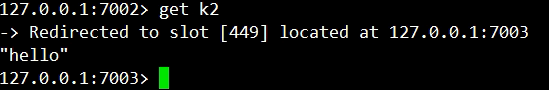 127.0.0.1:7002> get k2
-> Redirected to slot [449] located at 127.0.0.1:7003
"hello"
127.0.0.1:7003>